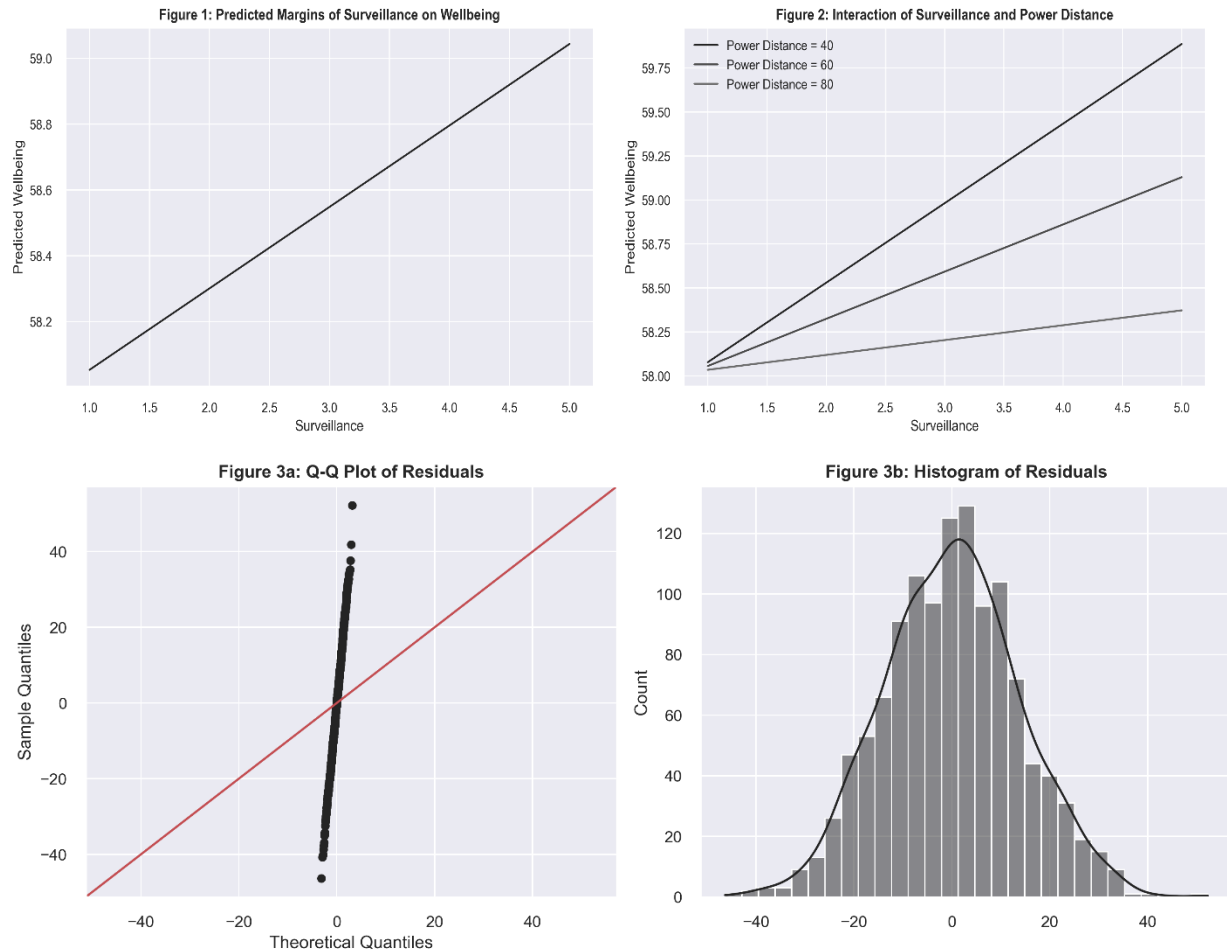 Figure 1: Predicted Margins of Surveillance on Wellbeing
Predicted Wellbeing
59.0
58.8
58.6
58.4
58.2
1.0 1.5 2.0 2.5 3.0 3.5 4.0 4.5 5.0
Surveillance
Figure 2: Interaction of Surveillance and Power Distance
Power Distance = 40
Power Distance = 60
Power Distance = 80
Predicted Wellbeing
59.75
59.50
59.25
59.00
58.75
58.50
58.25
58.00
1.0 1.5 2.0 2.5 3.0 3.5 4.0 4.5 5.0
Surveillance
Figure 3a: Q-Q Plot of Residuals
Sample Quantiles
40
20
0
−20
−40
−40 −20 0 20 40
Theoretical Quantiles
Figure 3b: Histogram of Residuals
Count
120
100
80
60
40
20
0
−40 −20 0 20 40